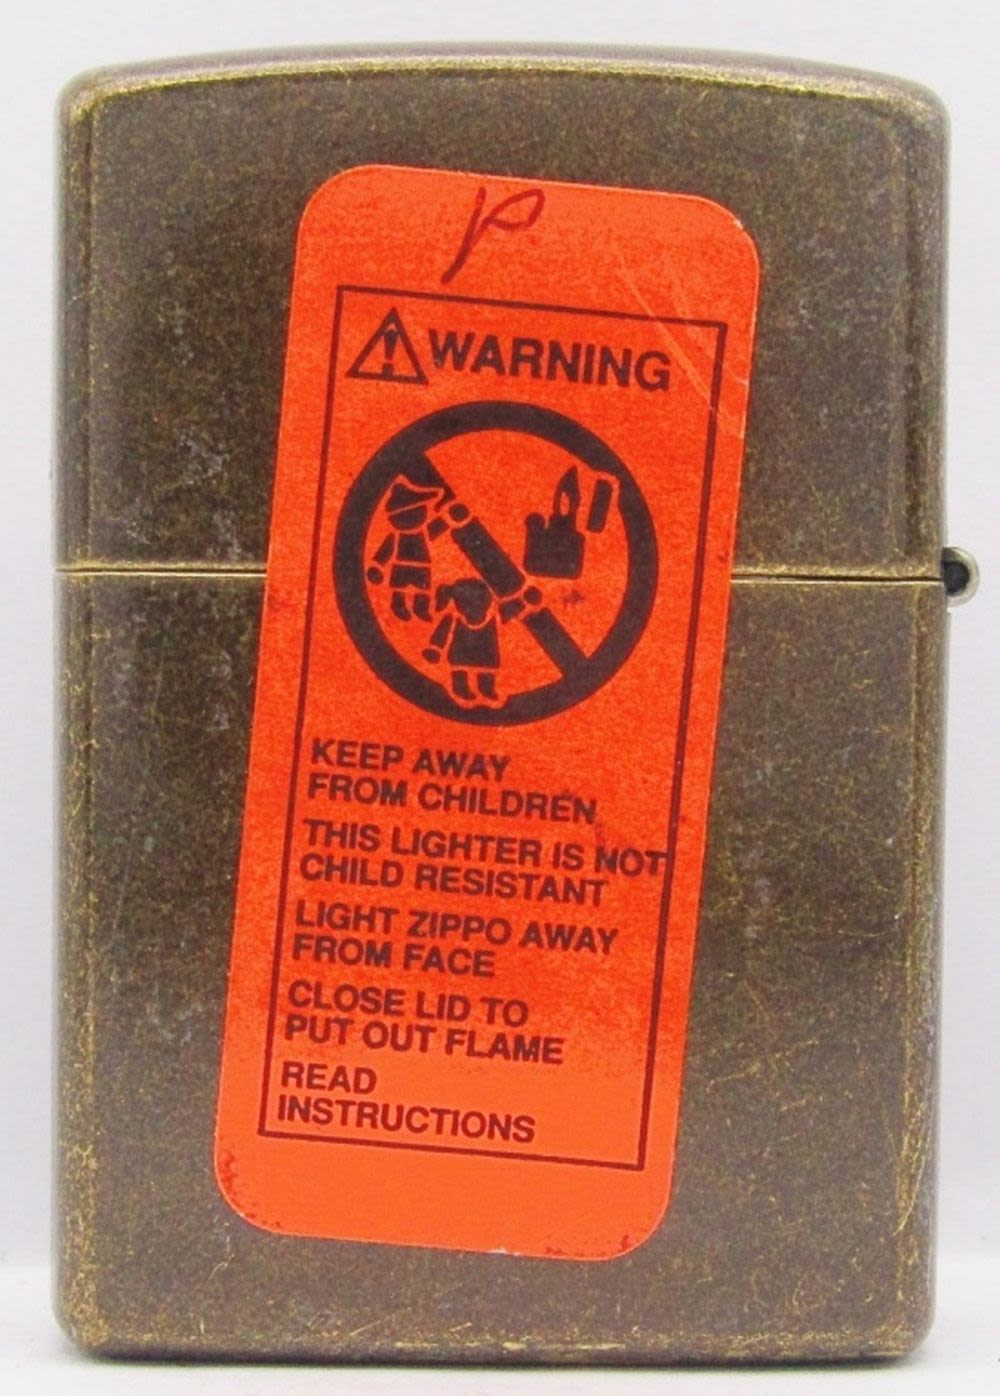 P
WARNING
KEEP AWAY
FROM CHILDREN
THIS LIGHTER IS NOT
CHILD RESISTANT
LIGHT ZIPPO AWAY
FROM FACE
CLOSE LID TO
PUT OUT FLAME
READ
INSTRUCTIONS